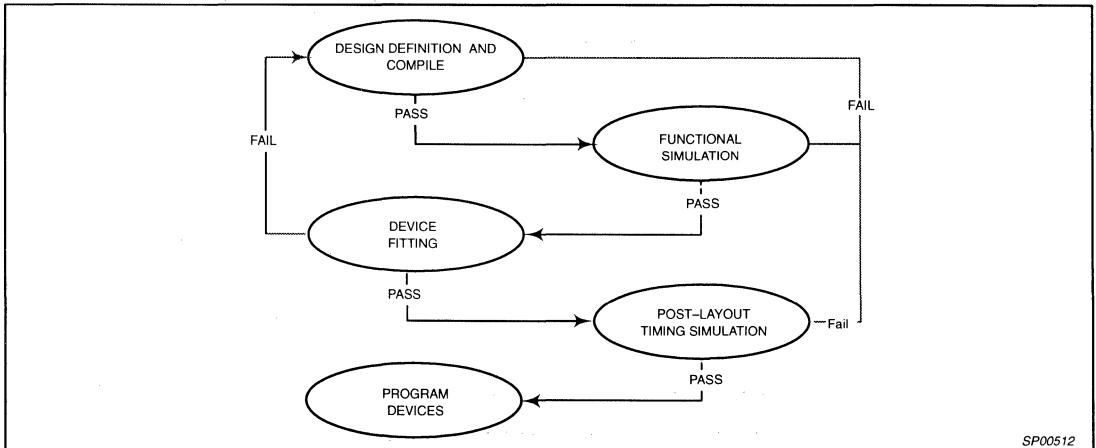 DESIGN DEFINITION AND
COMPILE
PASS
FAIL
FAIL
FUNCTIONAL
SIMULATION
PASS
DEVICE
FITTING
PASS
POST–LAYOUT
TIMING SIMULATION
Fail
PASS
PROGRAM
DEVICES
SP00512